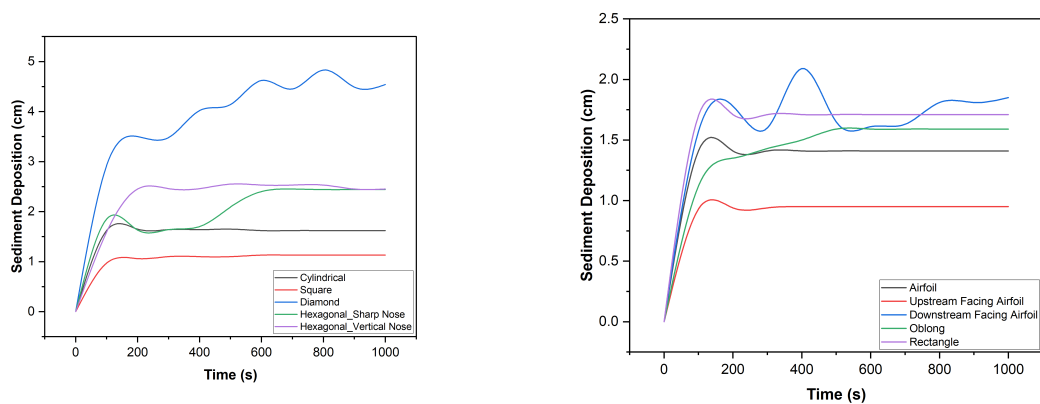 Sediment Deposition (cm)
5
4
3
2
1
0
Cylindrical
Square
Diamond
Hexagonal_Sharp Nose
Hexagonal_Vertical Nose
0 200 400 600 800 1000
Time (s)
Sediment Deposition (cm)
2.5
2.0
1.5
1.0
0.5
0.0
Airfoil
Upstream Facing Airfoil
Downstream Facing Airfoil
Oblong
Rectangle
0 200 400 600 800 1000
Time (s)